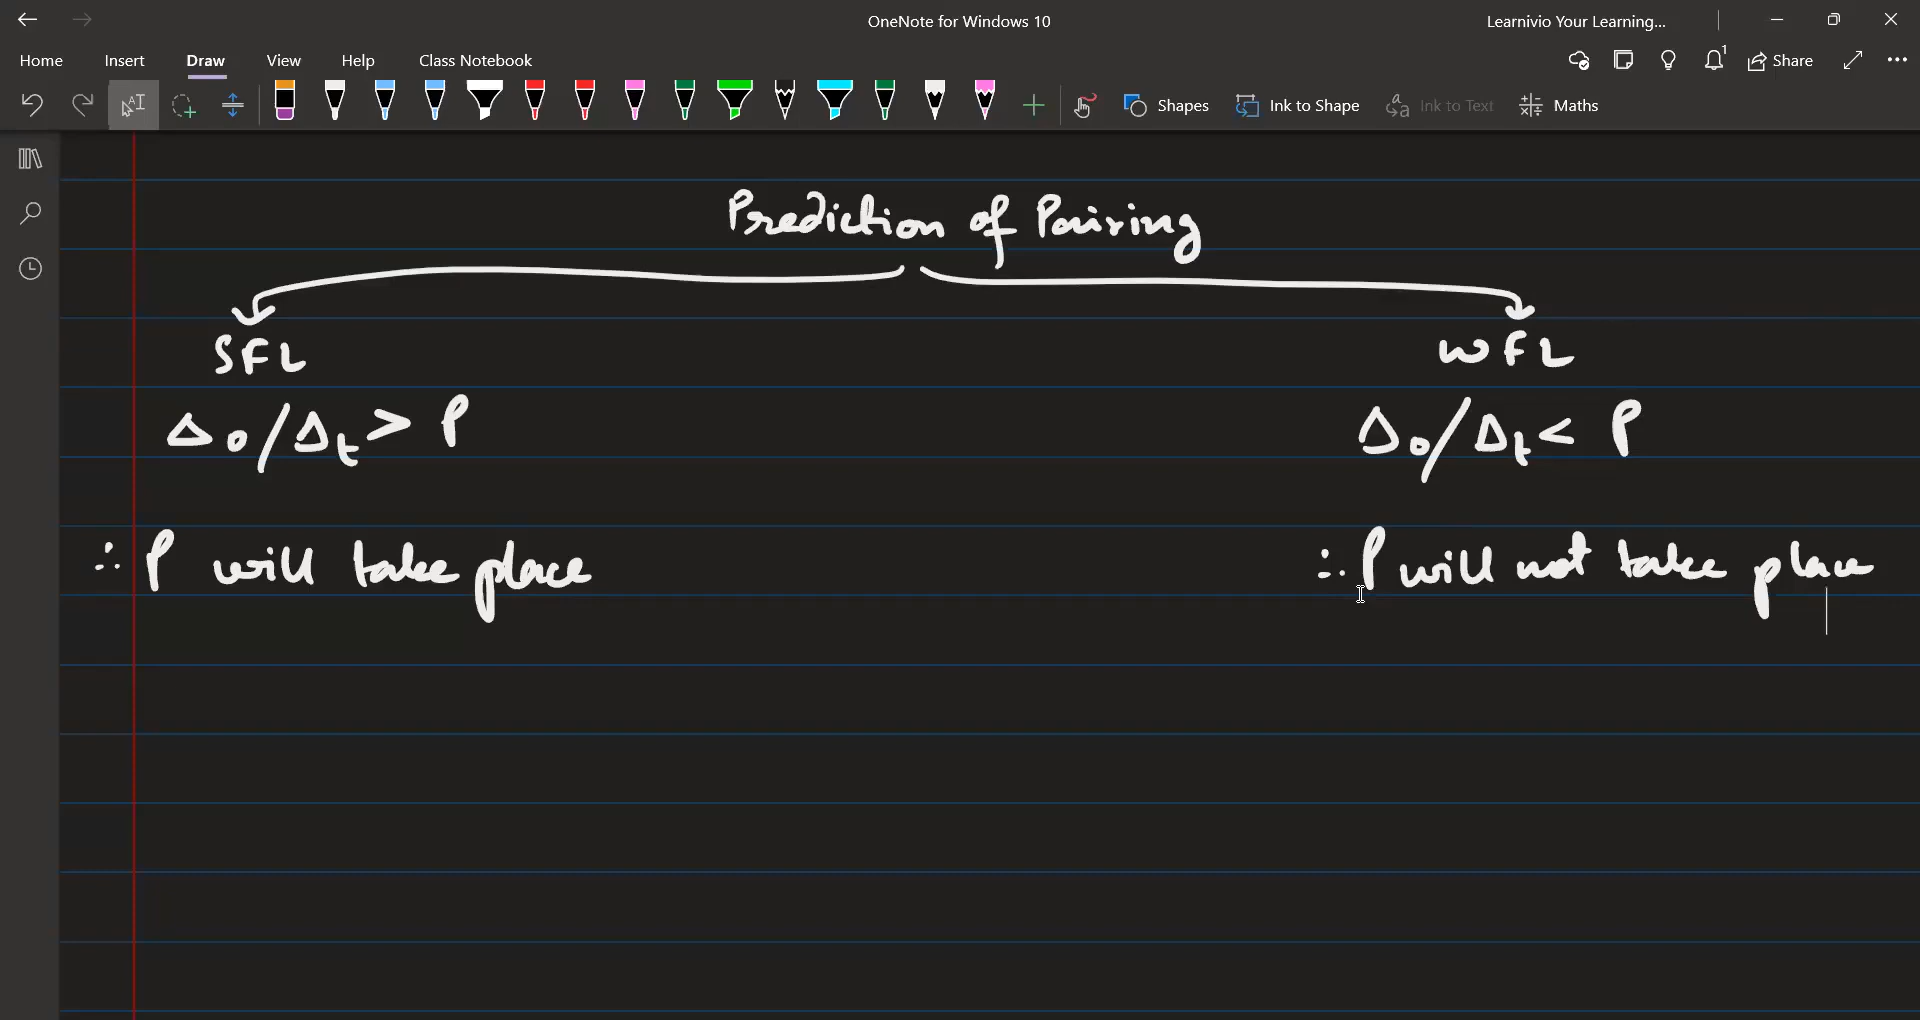 OneNote for Windows 10
Learnivio Your Learning...
Home Insert Draw View Help Class Notebook
1
Share
Shapes Ink to Shape Ink to Text Maths
Prediction of Pairing
SFL
WFL
Δo/Δt > P
Δo/Δt < P
∴ P will take place
∴ P will not take place